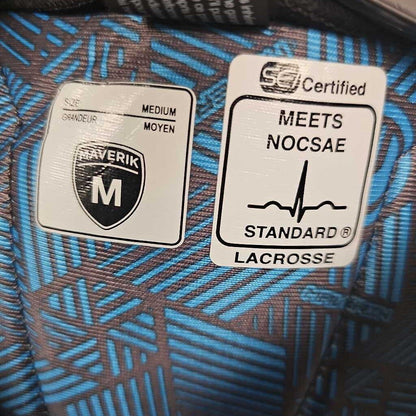 SIZE MEDIUM
GRANDEUR MOYEN
MAVERIK
M
SEI Certified
MEETS
NOCSAE
STANDARD®
LACROSSE